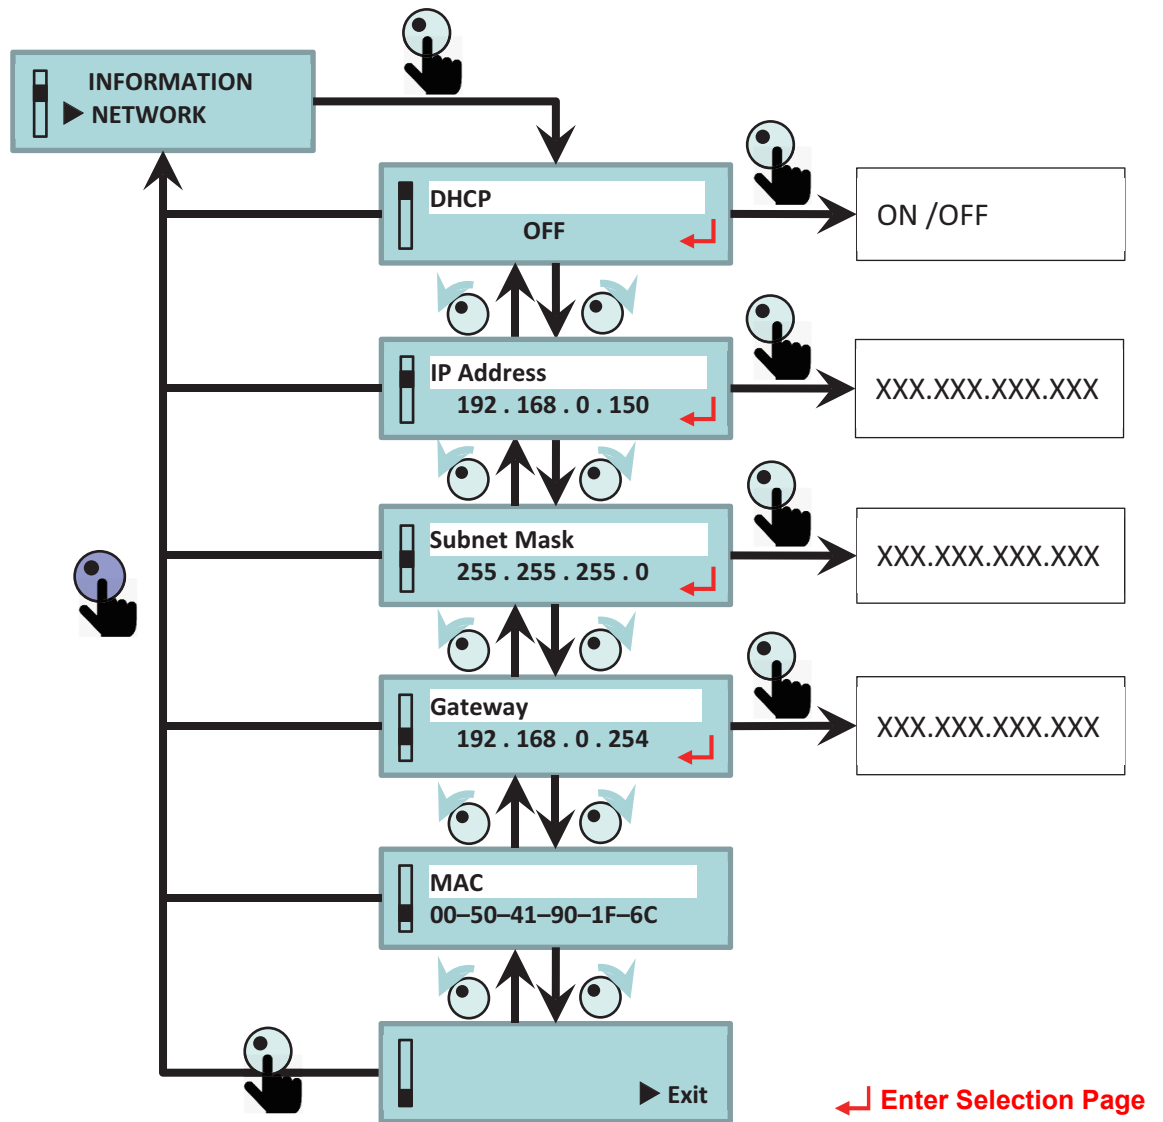 INFORMATION
▶ NETWORK
DHCP
OFF
ON /OFF
IP Address
192 . 168 . 0 . 150
XXX.XXX.XXX.XXX
Subnet Mask
255 . 255 . 255 . 0
XXX.XXX.XXX.XXX
Gateway
192 . 168 . 0 . 254
XXX.XXX.XXX.XXX
MAC
00–50–41–90–1F–6C
▶ Exit
Enter Selection Page